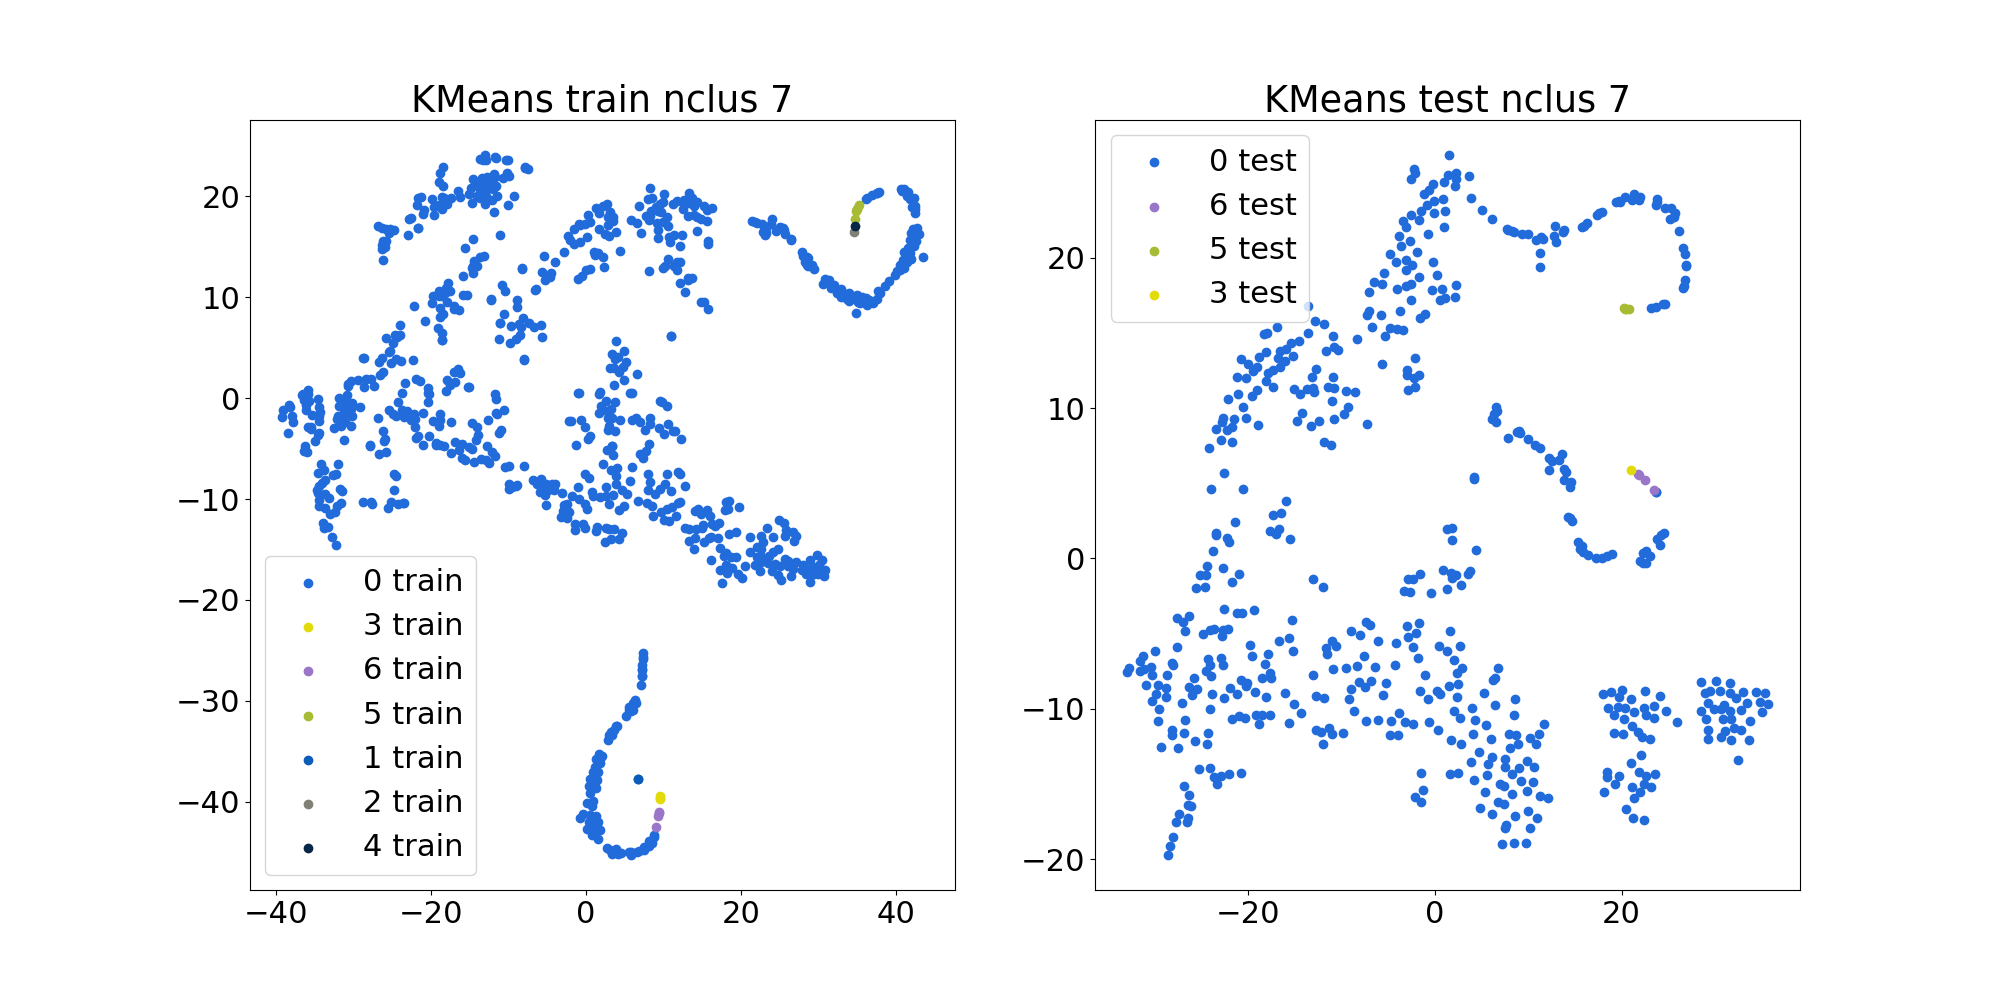 KMeans train nclus 7
20
10
0
−10
−20
−30
−40
−40
−20
0
20
40
0 train
3 train
6 train
5 train
1 train
2 train
4 train
KMeans test nclus 7
20
10
0
−10
−20
−20
0
20
0 test
6 test
5 test
3 test